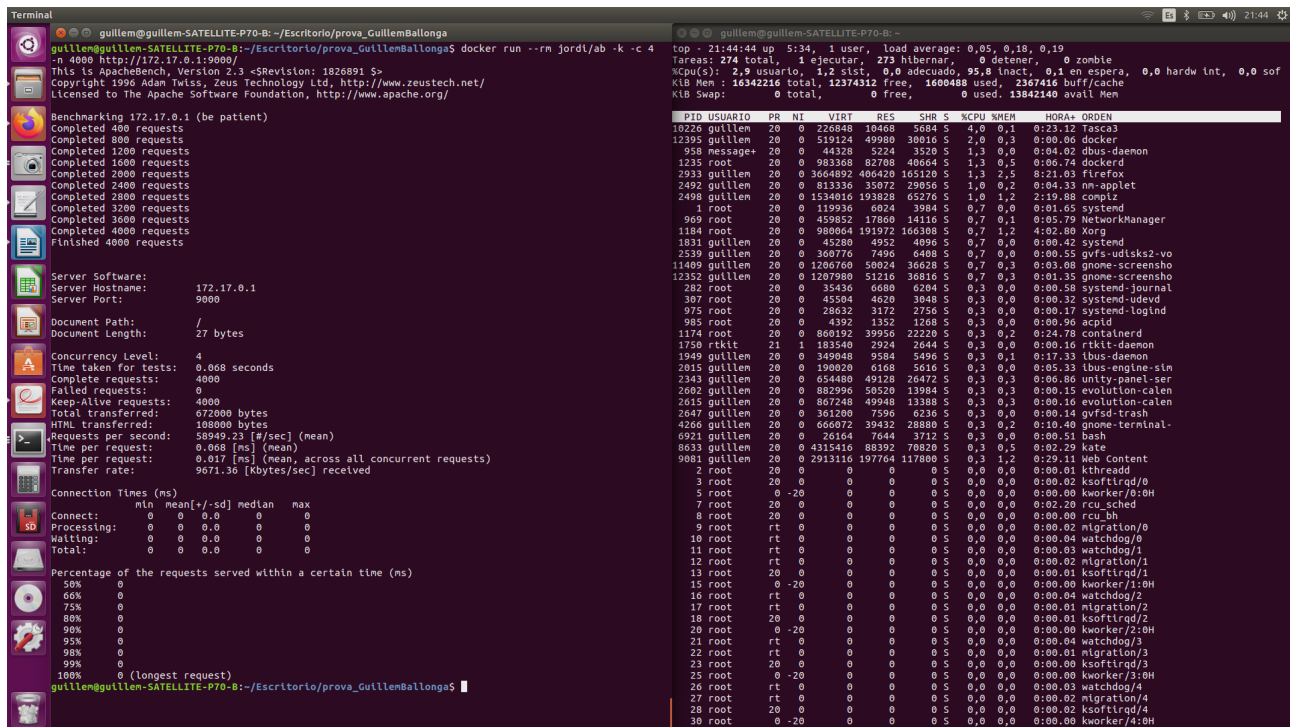 Terminal
Es
21:44
guillem@guillem-SATELLITE-P70-B: ~/Escritorio/prova_GuillemBallonga
guillem@guillem-SATELLITE-P70-B:~/Escritorio/prova_GuillemBallonga$ docker run --rm jordi/ab -k -c 4
-n 4000 http://172.17.0.1:9000/
This is ApacheBench, Version 2.3 <$Revision: 1826891 $>
Copyright 1996 Adam Twiss, Zeus Technology Ltd, http://www.zeustech.net/
Licensed to The Apache Software Foundation, http://www.apache.org/
Benchmarking 172.17.0.1 (be patient)
Completed 400 requests
Completed 800 requests
Completed 1200 requests
Completed 1600 requests
Completed 2000 requests
Completed 2400 requests
Completed 2800 requests
Completed 3200 requests
Completed 3600 requests
Completed 4000 requests
Finished 4000 requests
Server Software:
Server Hostname: 172.17.0.1
Server Port: 9000
Document Path: /
Document Length: 27 bytes
Concurrency Level: 4
Time taken for tests: 0.068 seconds
Complete requests: 4000
Failed requests: 0
Keep-Alive requests: 4000
Total transferred: 672000 bytes
HTML transferred: 108000 bytes
Requests per second: 58949.23 [#/sec] (mean)
Time per request: 0.068 [ms] (mean)
Time per request: 0.017 [ms] (mean, across all concurrent requests)
Transfer rate: 9671.36 [Kbytes/sec] received
Connection Times (ms)
min mean[+/-sd] median max
Connect: 0 0 0.0 0 0
Processing: 0 0 0.0 0 0
Waiting: 0 0 0.0 0 0
Total: 0 0 0.0 0 0
Percentage of the requests served within a certain time (ms)
50% 0
66% 0
75% 0
80% 0
90% 0
95% 0
98% 0
99% 0
100% 0 (longest request)
guillem@guillem-SATELLITE-P70-B:~/Escritorio/prova_GuillemBallonga$
guillem@guillem-SATELLITE-P70-B: ~
top - 21:44:44 up 5:34, 1 user, load average: 0,05, 0,18, 0,19
Tareas: 274 total, 1 ejecutar, 273 hibernar, 0 detener, 0 zombie
%Cpu(s): 2,9 usuario, 1,2 sist, 0,0 adecuado, 95,8 inact, 0,1 en espera, 0,0 hardw int, 0,0 sof
KiB Mem : 16342216 total, 12374312 free, 1600488 used, 2367416 buff/cache
KiB Swap: 0 total, 0 free, 0 used. 13842140 avail Mem
PID USUARIO PR NI VIRT RES SHR S %CPU %MEM HORA+ ORDEN
10226 guillem 20 0 226848 10468 5684 S 4,0 0,1 0:23.12 Tasca3
12395 guillem 20 0 519124 49980 30016 S 2,0 0,3 0:00.06 docker
958 message+ 20 0 44328 5224 3520 S 1,3 0,0 0:04.02 dbus-daemon
1235 root 20 0 983368 82708 40664 S 1,3 0,5 0:06.74 dockerd
2933 guillem 20 0 3664892 406420 165120 S 1,3 2,5 8:21.03 firefox
2492 guillem 20 0 813336 35072 29056 S 1,0 0,2 0:04.33 nm-applet
2498 guillem 20 0 1534016 193828 65276 S 1,0 1,2 2:19.88 compiz
1 root 20 0 119936 6024 3984 S 0,7 0,0 0:01.65 systemd
969 root 20 0 459852 17860 14116 S 0,7 0,1 0:05.79 NetworkManager
1184 root 20 0 980064 191972 166308 S 0,7 1,2 4:02.80 Xorg
1831 guillem 20 0 45280 4952 4096 S 0,7 0,0 0:00.42 systemd
2539 guillem 20 0 360776 7496 6408 S 0,7 0,0 0:00.55 gvfs-udisks2-vo
11409 guillem 20 0 1206760 50024 36628 S 0,7 0,3 0:03.08 gnome-screensho
12352 guillem 20 0 1207980 51216 36816 S 0,7 0,3 0:01.35 gnome-screensho
282 root 20 0 35436 6680 6204 S 0,3 0,0 0:00.58 systemd-journal
307 root 20 0 45504 4620 3048 S 0,3 0,0 0:00.32 systemd-udevd
975 root 20 0 28632 3172 2756 S 0,3 0,0 0:00.17 systemd-logind
985 root 20 0 4392 1352 1268 S 0,3 0,0 0:00.96 acpid
1174 root 20 0 860192 39956 22220 S 0,3 0,2 0:24.78 containerd
1750 rtkit 21 1 183540 2924 2644 S 0,3 0,0 0:00.16 rtkit-daemon
1949 guillem 20 0 349048 9584 5496 S 0,3 0,1 0:17.33 ibus-daemon
2015 guillem 20 0 190020 6168 5616 S 0,3 0,0 0:05.33 ibus-engine-sim
2343 guillem 20 0 654480 49128 26472 S 0,3 0,3 0:06.86 unity-panel-ser
2602 guillem 20 0 882996 50520 13984 S 0,3 0,3 0:00.15 evolution-calen
2615 guillem 20 0 867248 49948 13388 S 0,3 0,3 0:00.16 evolution-calen
2647 guillem 20 0 361200 7596 6236 S 0,3 0,0 0:00.14 gvfsd-trash
4266 guillem 20 0 666072 39432 28880 S 0,3 0,2 0:10.40 gnome-terminal-
6921 guillem 20 0 26164 7644 3712 S 0,3 0,0 0:00.51 bash
8633 guillem 20 0 4315416 88392 70820 S 0,3 0,5 0:02.29 kate
9081 guillem 20 0 2913116 197764 117800 S 0,3 1,2 0:29.11 Web Content
2 root 20 0 0 0 0 S 0,0 0,0 0:00.01 kthreadd
3 root 20 0 0 0 0 S 0,0 0,0 0:00.02 ksoftirqd/0
5 root 0 -20 0 0 0 S 0,0 0,0 0:00.00 kworker/0:0H
7 root 20 0 0 0 0 S 0,0 0,0 0:02.20 rcu_sched
8 root 20 0 0 0 0 S 0,0 0,0 0:00.00 rcu_bh
9 root rt 0 0 0 0 S 0,0 0,0 0:00.02 migration/0
10 root rt 0 0 0 0 S 0,0 0,0 0:00.04 watchdog/0
11 root rt 0 0 0 0 S 0,0 0,0 0:00.03 watchdog/1
12 root rt 0 0 0 0 S 0,0 0,0 0:00.02 migration/1
13 root 20 0 0 0 0 S 0,0 0,0 0:00.01 ksoftirqd/1
15 root 0 -20 0 0 0 S 0,0 0,0 0:00.00 kworker/1:0H
16 root rt 0 0 0 0 S 0,0 0,0 0:00.04 watchdog/2
17 root rt 0 0 0 0 S 0,0 0,0 0:00.01 migration/2
18 root 20 0 0 0 0 S 0,0 0,0 0:00.01 ksoftirqd/2
20 root 0 -20 0 0 0 S 0,0 0,0 0:00.00 kworker/2:0H
21 root rt 0 0 0 0 S 0,0 0,0 0:00.04 watchdog/3
22 root rt 0 0 0 0 S 0,0 0,0 0:00.01 migration/3
23 root 20 0 0 0 0 S 0,0 0,0 0:00.00 ksoftirqd/3
25 root 0 -20 0 0 0 S 0,0 0,0 0:00.00 kworker/3:0H
26 root rt 0 0 0 0 S 0,0 0,0 0:00.03 watchdog/4
27 root rt 0 0 0 0 S 0,0 0,0 0:00.02 migration/4
28 root 20 0 0 0 0 S 0,0 0,0 0:00.02 ksoftirqd/4
30 root 0 -20 0 0 0 S 0,0 0,0 0:00.00 kworker/4:0H